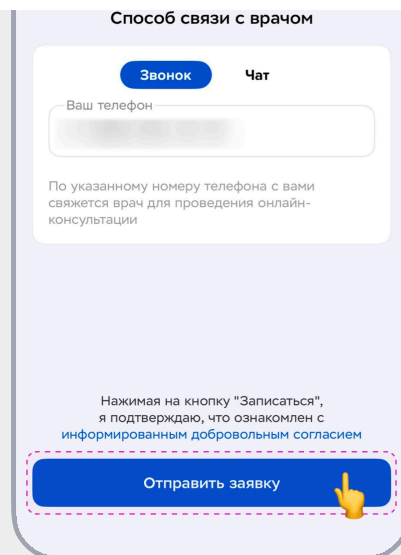 Способ связи с врачом
Звонок Чат
Ваш телефон
По указанному номеру телефона с вами
свяжется врач для проведения онлайн-
консультации
Нажимая на кнопку "Записаться",
я подтверждаю, что ознакомлен с
информированным добровольным согласием
Отправить заявку